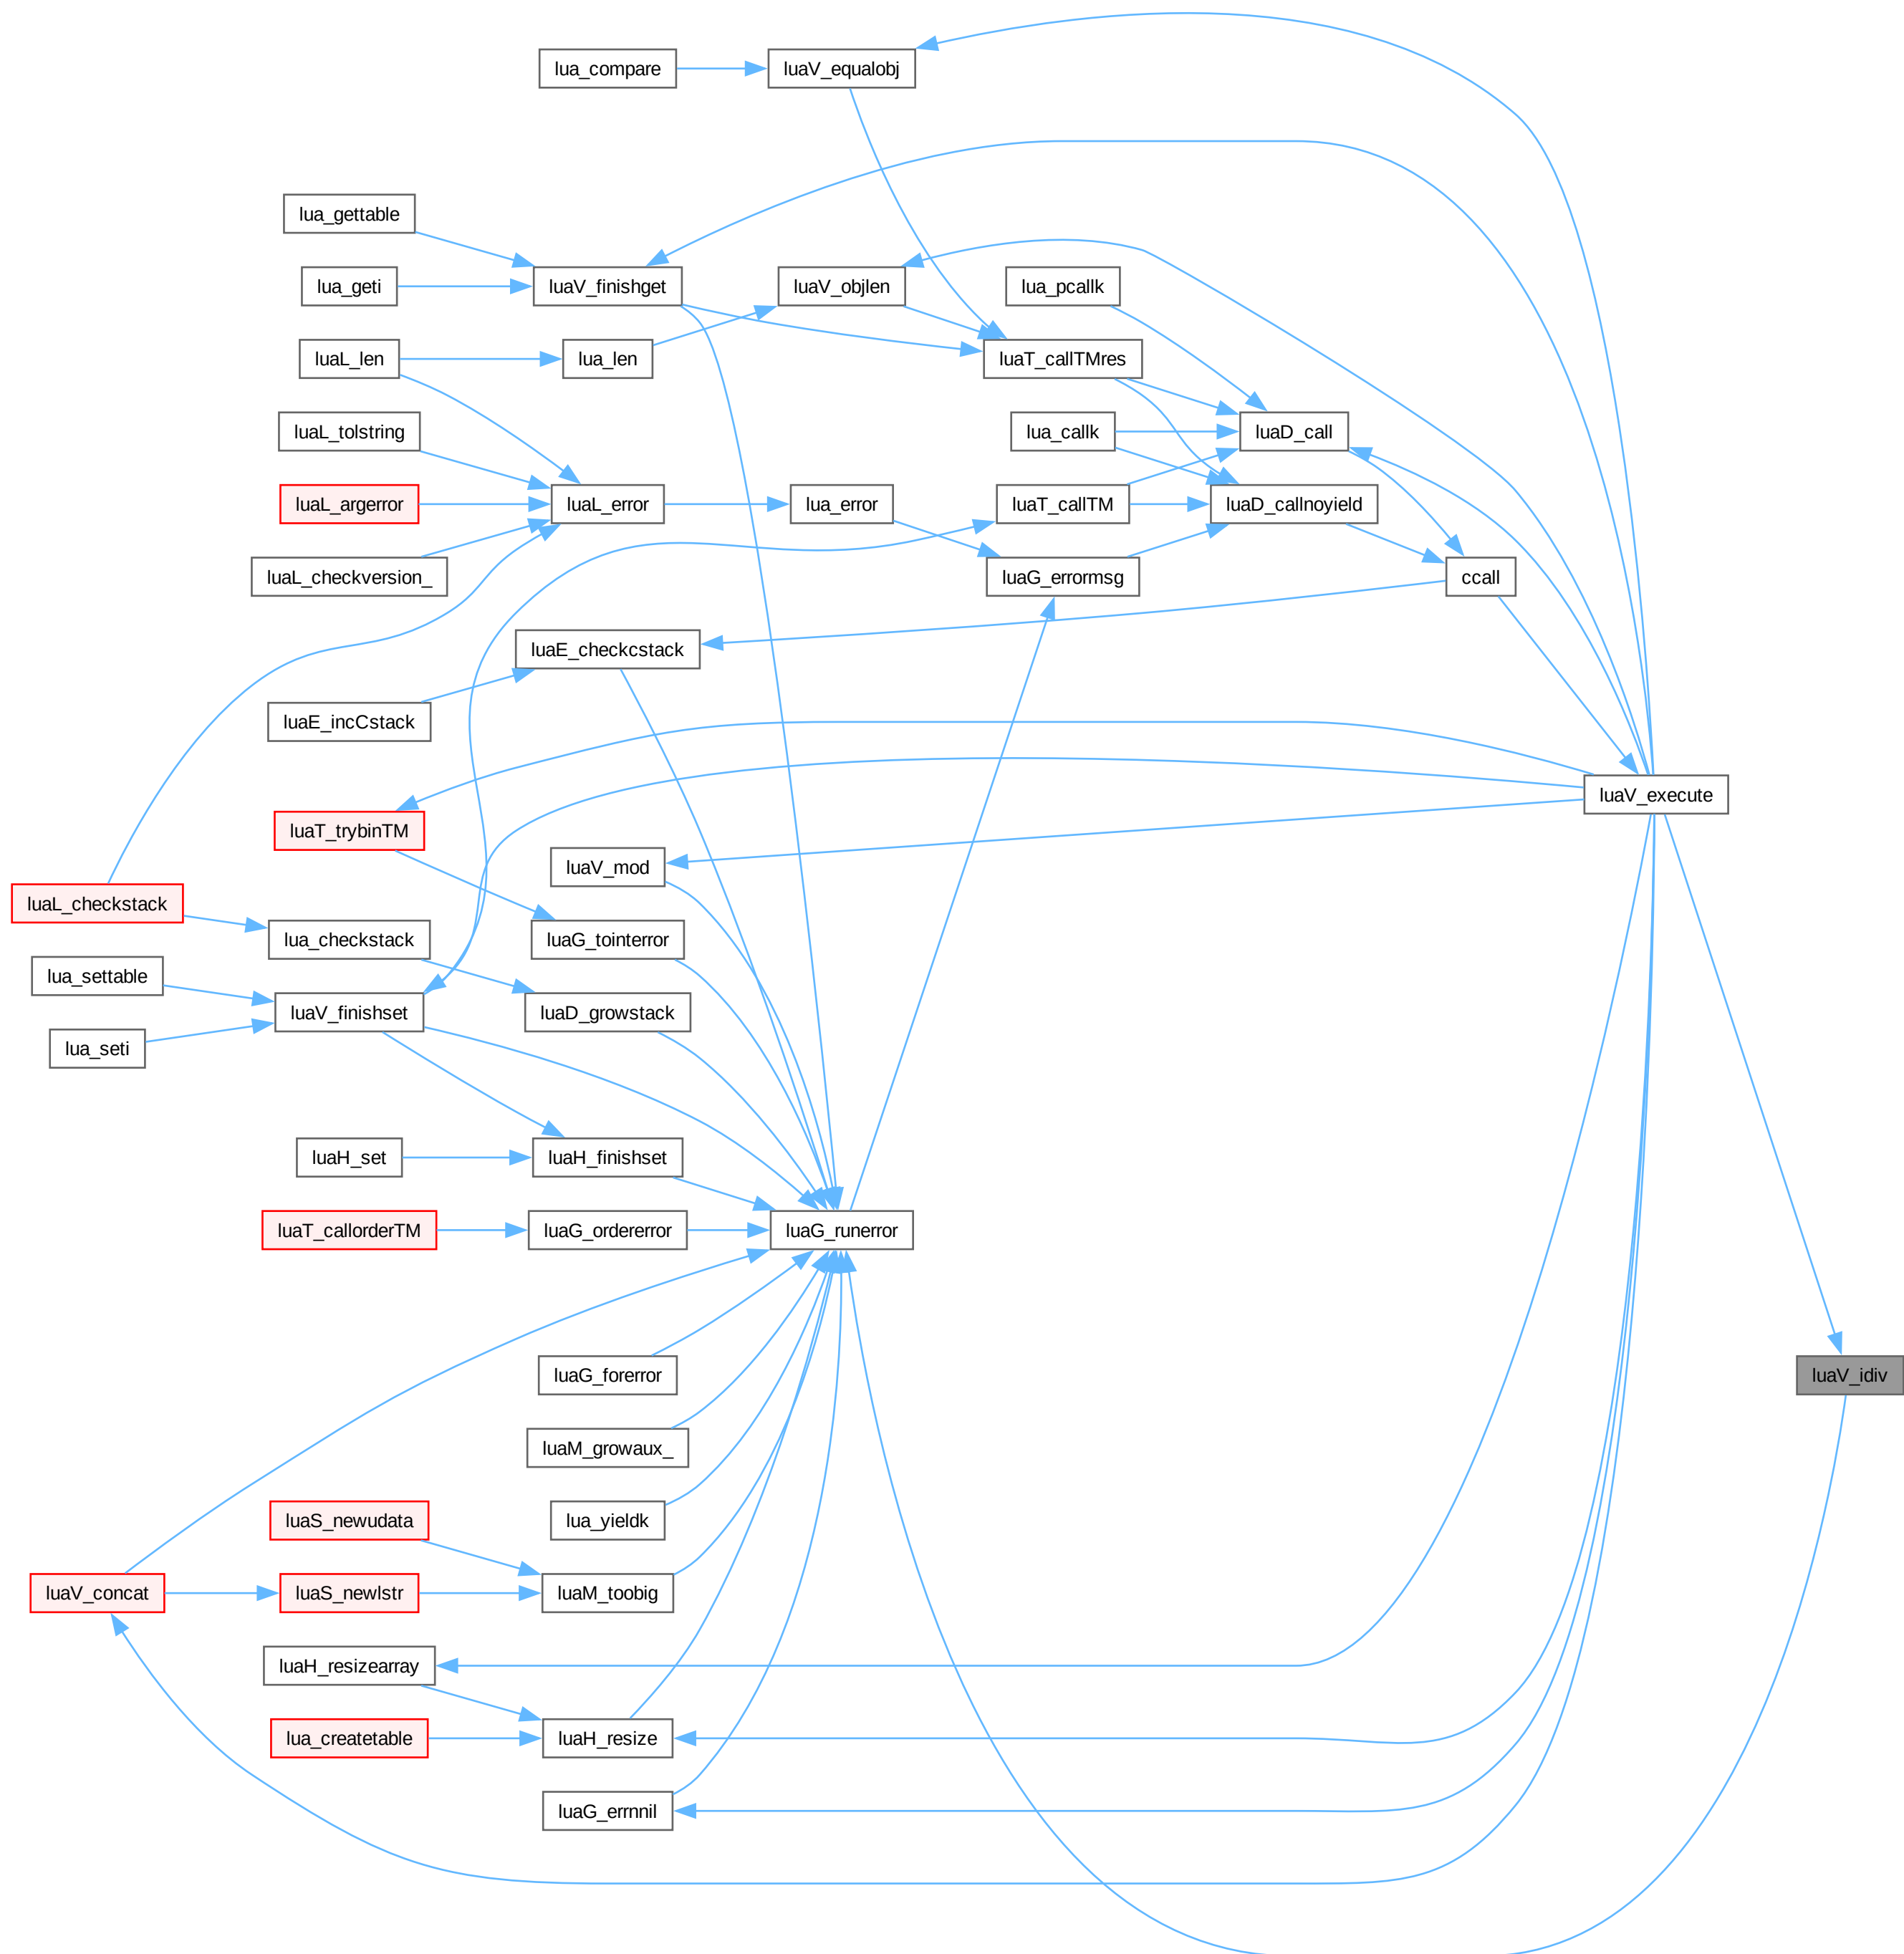 lua_compare
luaV_equalobj
lua_gettable
lua_geti
luaV_finishget
luaV_objlen
lua_pcallk
luaL_len
lua_len
luaT_callTMres
luaL_tolstring
lua_callk
luaD_call
luaL_argerror
luaL_error
lua_error
luaT_callTM
luaD_callnoyield
luaL_checkversion_
luaG_errormsg
ccall
luaE_checkcstack
luaE_incCstack
luaV_execute
luaT_trybinTM
luaV_mod
luaL_checkstack
lua_checkstack
luaG_tointerror
lua_settable
luaV_finishset
luaD_growstack
lua_seti
luaH_set
luaH_finishset
luaT_callorderTM
luaG_ordererror
luaG_runerror
luaG_forerror
luaV_idiv
luaM_growaux_
luaS_newudata
lua_yieldk
luaV_concat
luaS_newlstr
luaM_toobig
luaH_resizearray
lua_createtable
luaH_resize
luaG_errnnil